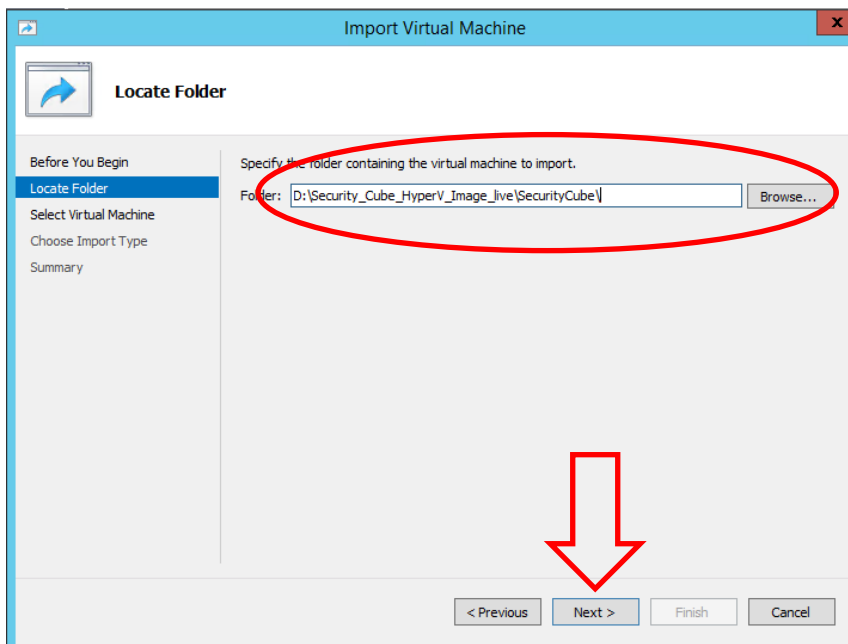 Import Virtual Machine
x
Locate Folder
Before You Begin
Locate Folder
Select Virtual Machine
Choose Import Type
Summary
Specify the folder containing the virtual machine to import.
Folder: D:\Security_Cube_HyperV_Image_live\SecurityCube\ Browse...
< Previous Next > Finish Cancel